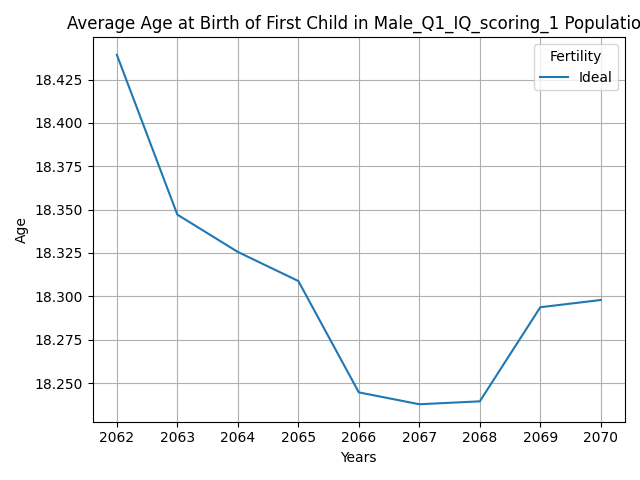 Average Age at Birth of First Child in Male_Q1_IQ_scoring_1 Populatio
Fertility
Ideal
18.425
18.400
18.375
18.350
18.325
18.300
18.275
18.250
Age
2062 2063 2064 2065 2066 2067 2068 2069 2070
Years